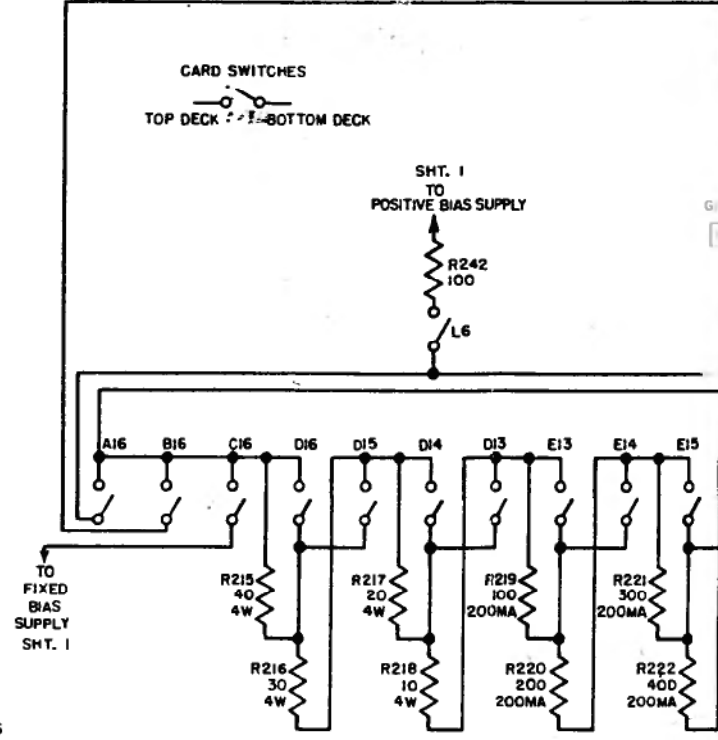 CARD SWITCHES
TOP DECK
BOTTOM DECK
SHT. 1
TO
POSITIVE BIAS SUPPLY
R242
100
L6
A16 B16 C16 D16 D15 D14 D13 E13 E14 E15
TO
FIXED
BIAS
SUPPLY
SHT. 1
R215
40
4W
R217
20
4W
R219
100
200MA
R221
300
200MA
R216
30
4W
R218
10
4W
R220
200
200MA
R222
400
200MA